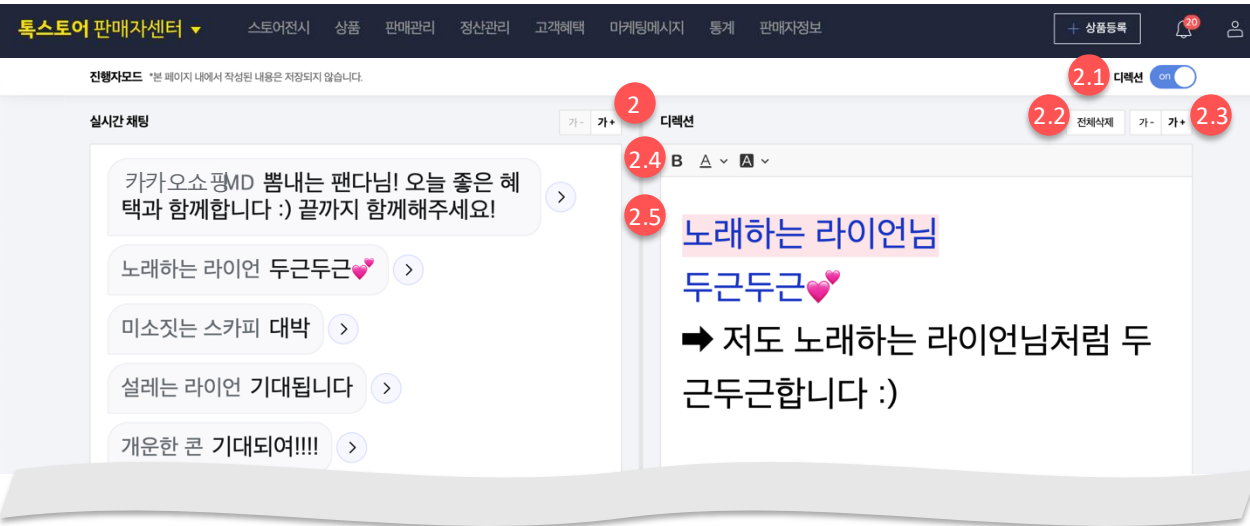 톡스토어 판매자센터 ▼ 스토어전시 상품 판매관리 정산관리 고객혜택 마케팅메시지 통계 판매자정보 + 상품등록 20
진행자모드 *본 페이지 내에서 작성된 내용은 저장되지 않습니다. 2.1 디렉션 on
실시간 채팅 가- 가+ 2 디렉션 2.2 전체삭제 가- 가+ 2.3
카카오쇼핑MD 뽐내는 팬다님! 오늘 좋은 혜
택과 함께합니다 :) 끝까지 함께해주세요!
노래하는 라이언 두근두근💕
미소짓는 스카피 대박
설레는 라이언 기대됩니다
개운한 콘 기대되여!!!!
2.4 B A A
2.5
노래하는 라이언님
두근두근💕
➡ 저도 노래하는 라이언님처럼 두
근두근합니다 :)